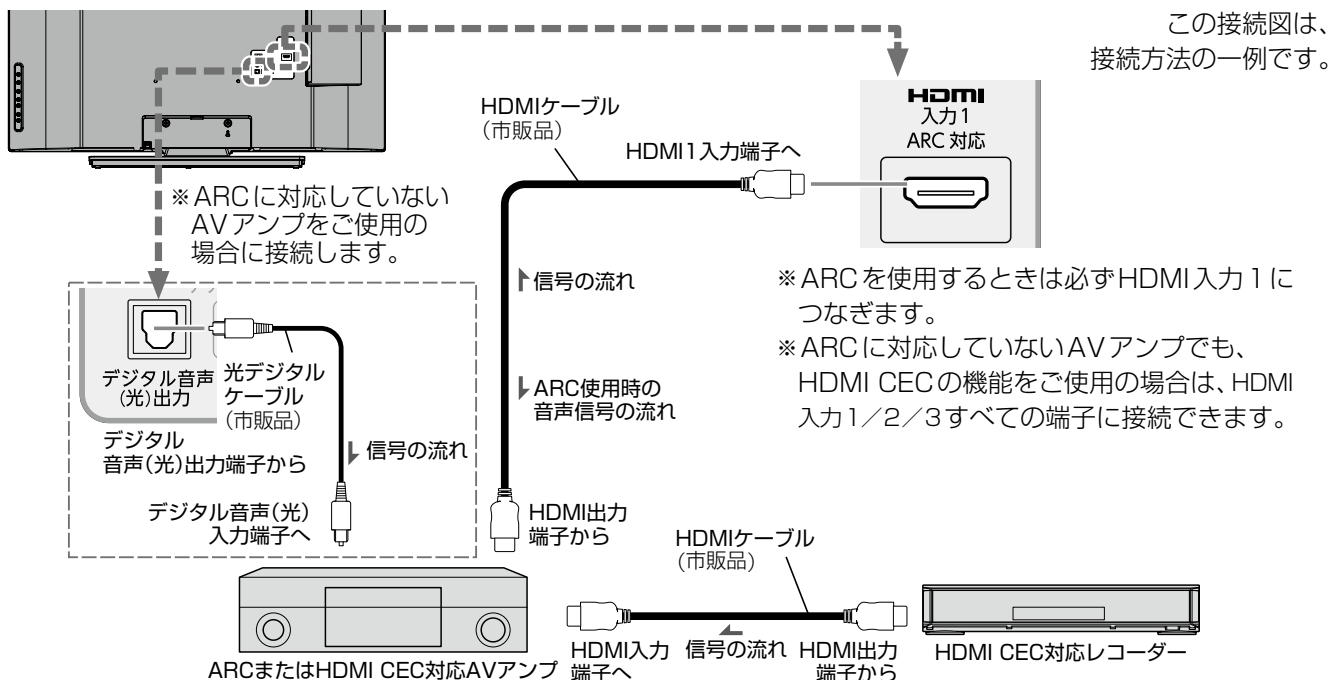 この接続図は、
接続方法の一例です。
HDMI
入力1
ARC 対応
HDMIケーブル
(市販品)
HDMI1入力端子へ
※ARCに対応していない
AVアンプをご使用の
場合に接続します。
信号の流れ
ARC使用時の
音声信号の流れ
※ARCを使用するときは必ずHDMI入力1に
つなぎます。
※ARCに対応していないAVアンプでも、
HDMI CECの機能をご使用の場合は、HDMI
入力1/2/3すべての端子に接続できます。
デジタル音声
(光)出力
光デジタル
ケーブル
(市販品)
デジタル
音声(光)出力端子から
信号の流れ
デジタル音声(光)
入力端子へ
HDMI出力
端子から
HDMIケーブル
(市販品)
ARCまたはHDMI CEC対応AVアンプ
HDMI入力
端子へ
信号の流れ
HDMI出力
端子から
HDMI CEC対応レコーダー